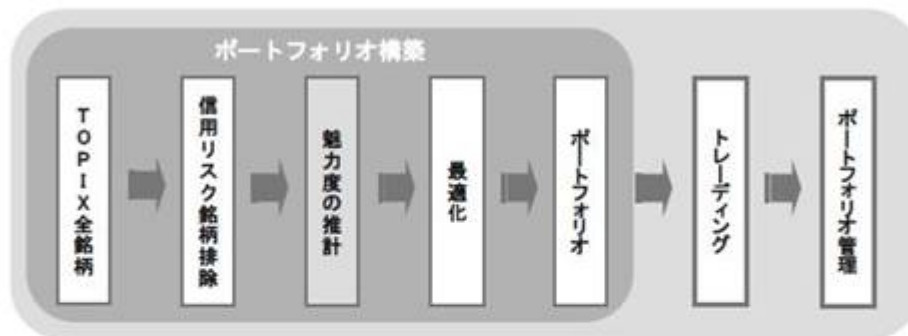 ポートフォリオ構築
TOPIX全銘柄
信用リスク銘柄排除
魅力度の推計
最適化
ポートフォリオ
トレーディング
ポートフォリオ管理